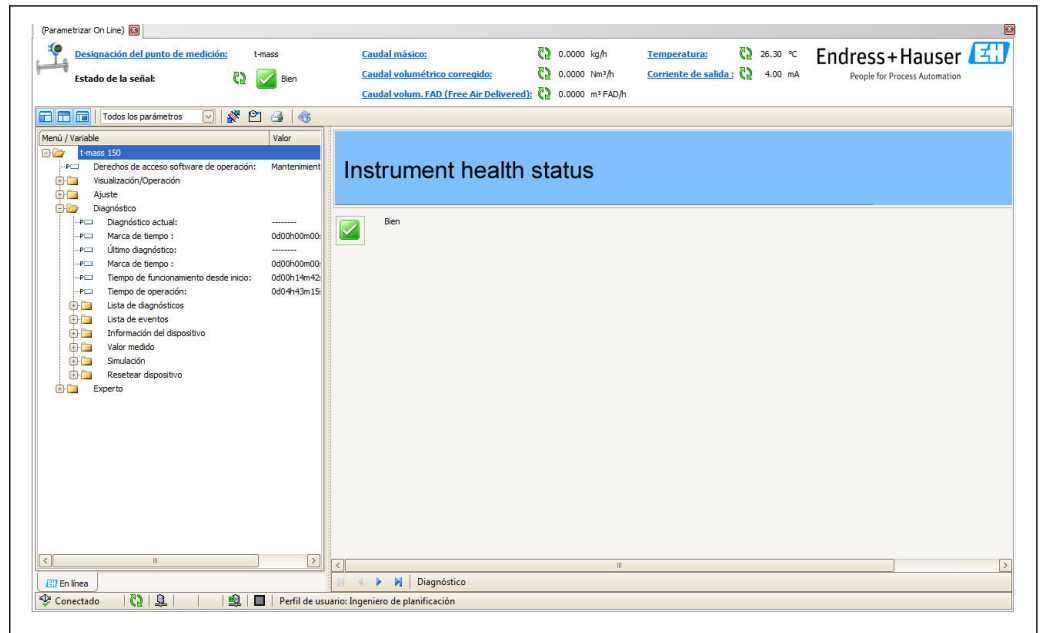 (Parametrizar On Line)
Designación del punto de medición: t-mass
Estado de la señal: Bien
Caudal másico: 0.0000 kg/h
Caudal volumétrico corregido: 0.0000 Nm³/h
Caudal volum. FAD (Free Air Delivered): 0.0000 m³ FAD/h
Temperatura: 26.30 °C
Corriente de salida : 4.00 mA
Endress+Hauser EH
People for Process Automation
Todos los parámetros
Menú / Variable Valor
t-mass 150
Derechos de acceso software de operación: Mantenimient
Visualización/Operación
Ajuste
Diagnóstico
Diagnóstico actual: --------
Marca de tiempo : 0d00h00m00:
Último diagnóstico: --------
Marca de tiempo : 0d00h00m00:
Tiempo de funcionamiento desde inicio: 0d00h14m42:
Tiempo de operación: 0d04h43m15:
Lista de diagnósticos
Lista de eventos
Información del dispositivo
Valor medido
Simulación
Resetear dispositivo
Experto
Instrument health status
Bien
EH En línea
Diagnóstico
Conectado
Perfil de usuario: Ingeniero de planificación